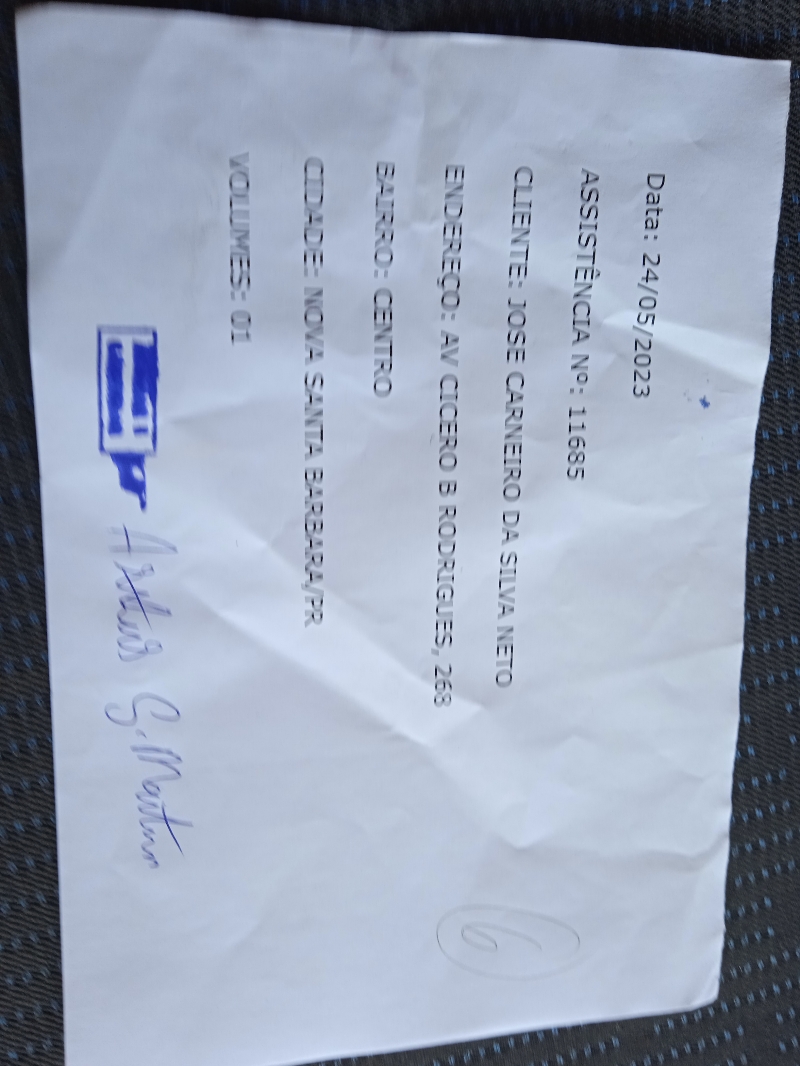 Data: 24/05/2023
ASSISTÊNCIA Nº: 11685
CLIENTE: JOSE CARNEIRO DA SILVA NETO
ENDEREÇO: AV CICERO B RODRIGUES, 268
BAIRRO: CENTRO
CIDADE: NOVA SANTA BARBARA/PR
VOLUMES: 01
6